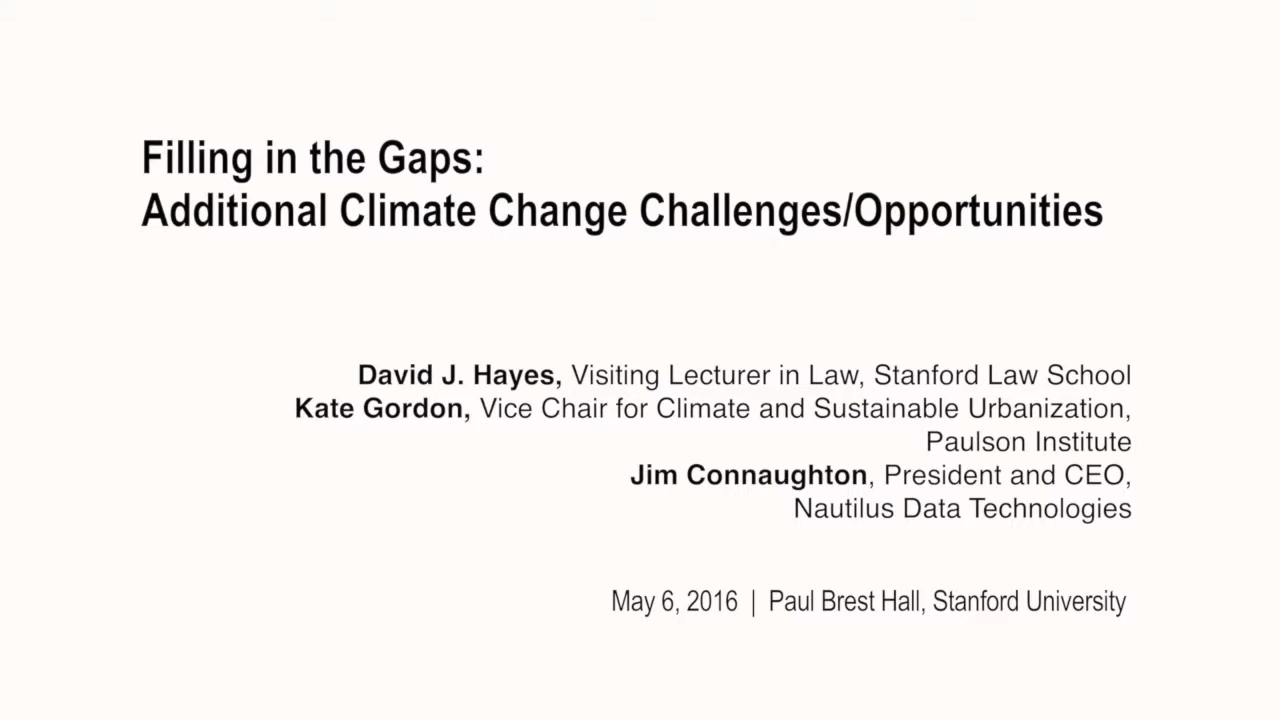 Filling in the Gaps:
Additional Climate Change Challenges/Opportunities
David J. Hayes, Visiting Lecturer in Law, Stanford Law School
Kate Gordon, Vice Chair for Climate and Sustainable Urbanization,
Paulson Institute
Jim Connaughton, President and CEO,
Nautilus Data Technologies
May 6, 2016 | Paul Brest Hall, Stanford University